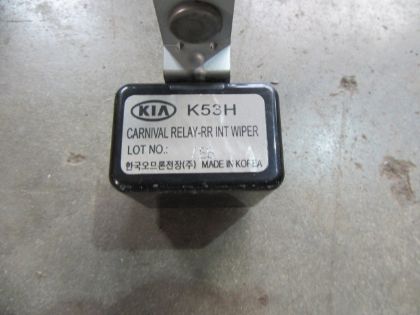 KIA K53H
CARNIVAL RELAY-RR INT WIPER
LOT NO.:
한국오므론전장(주) MADE IN KOREA